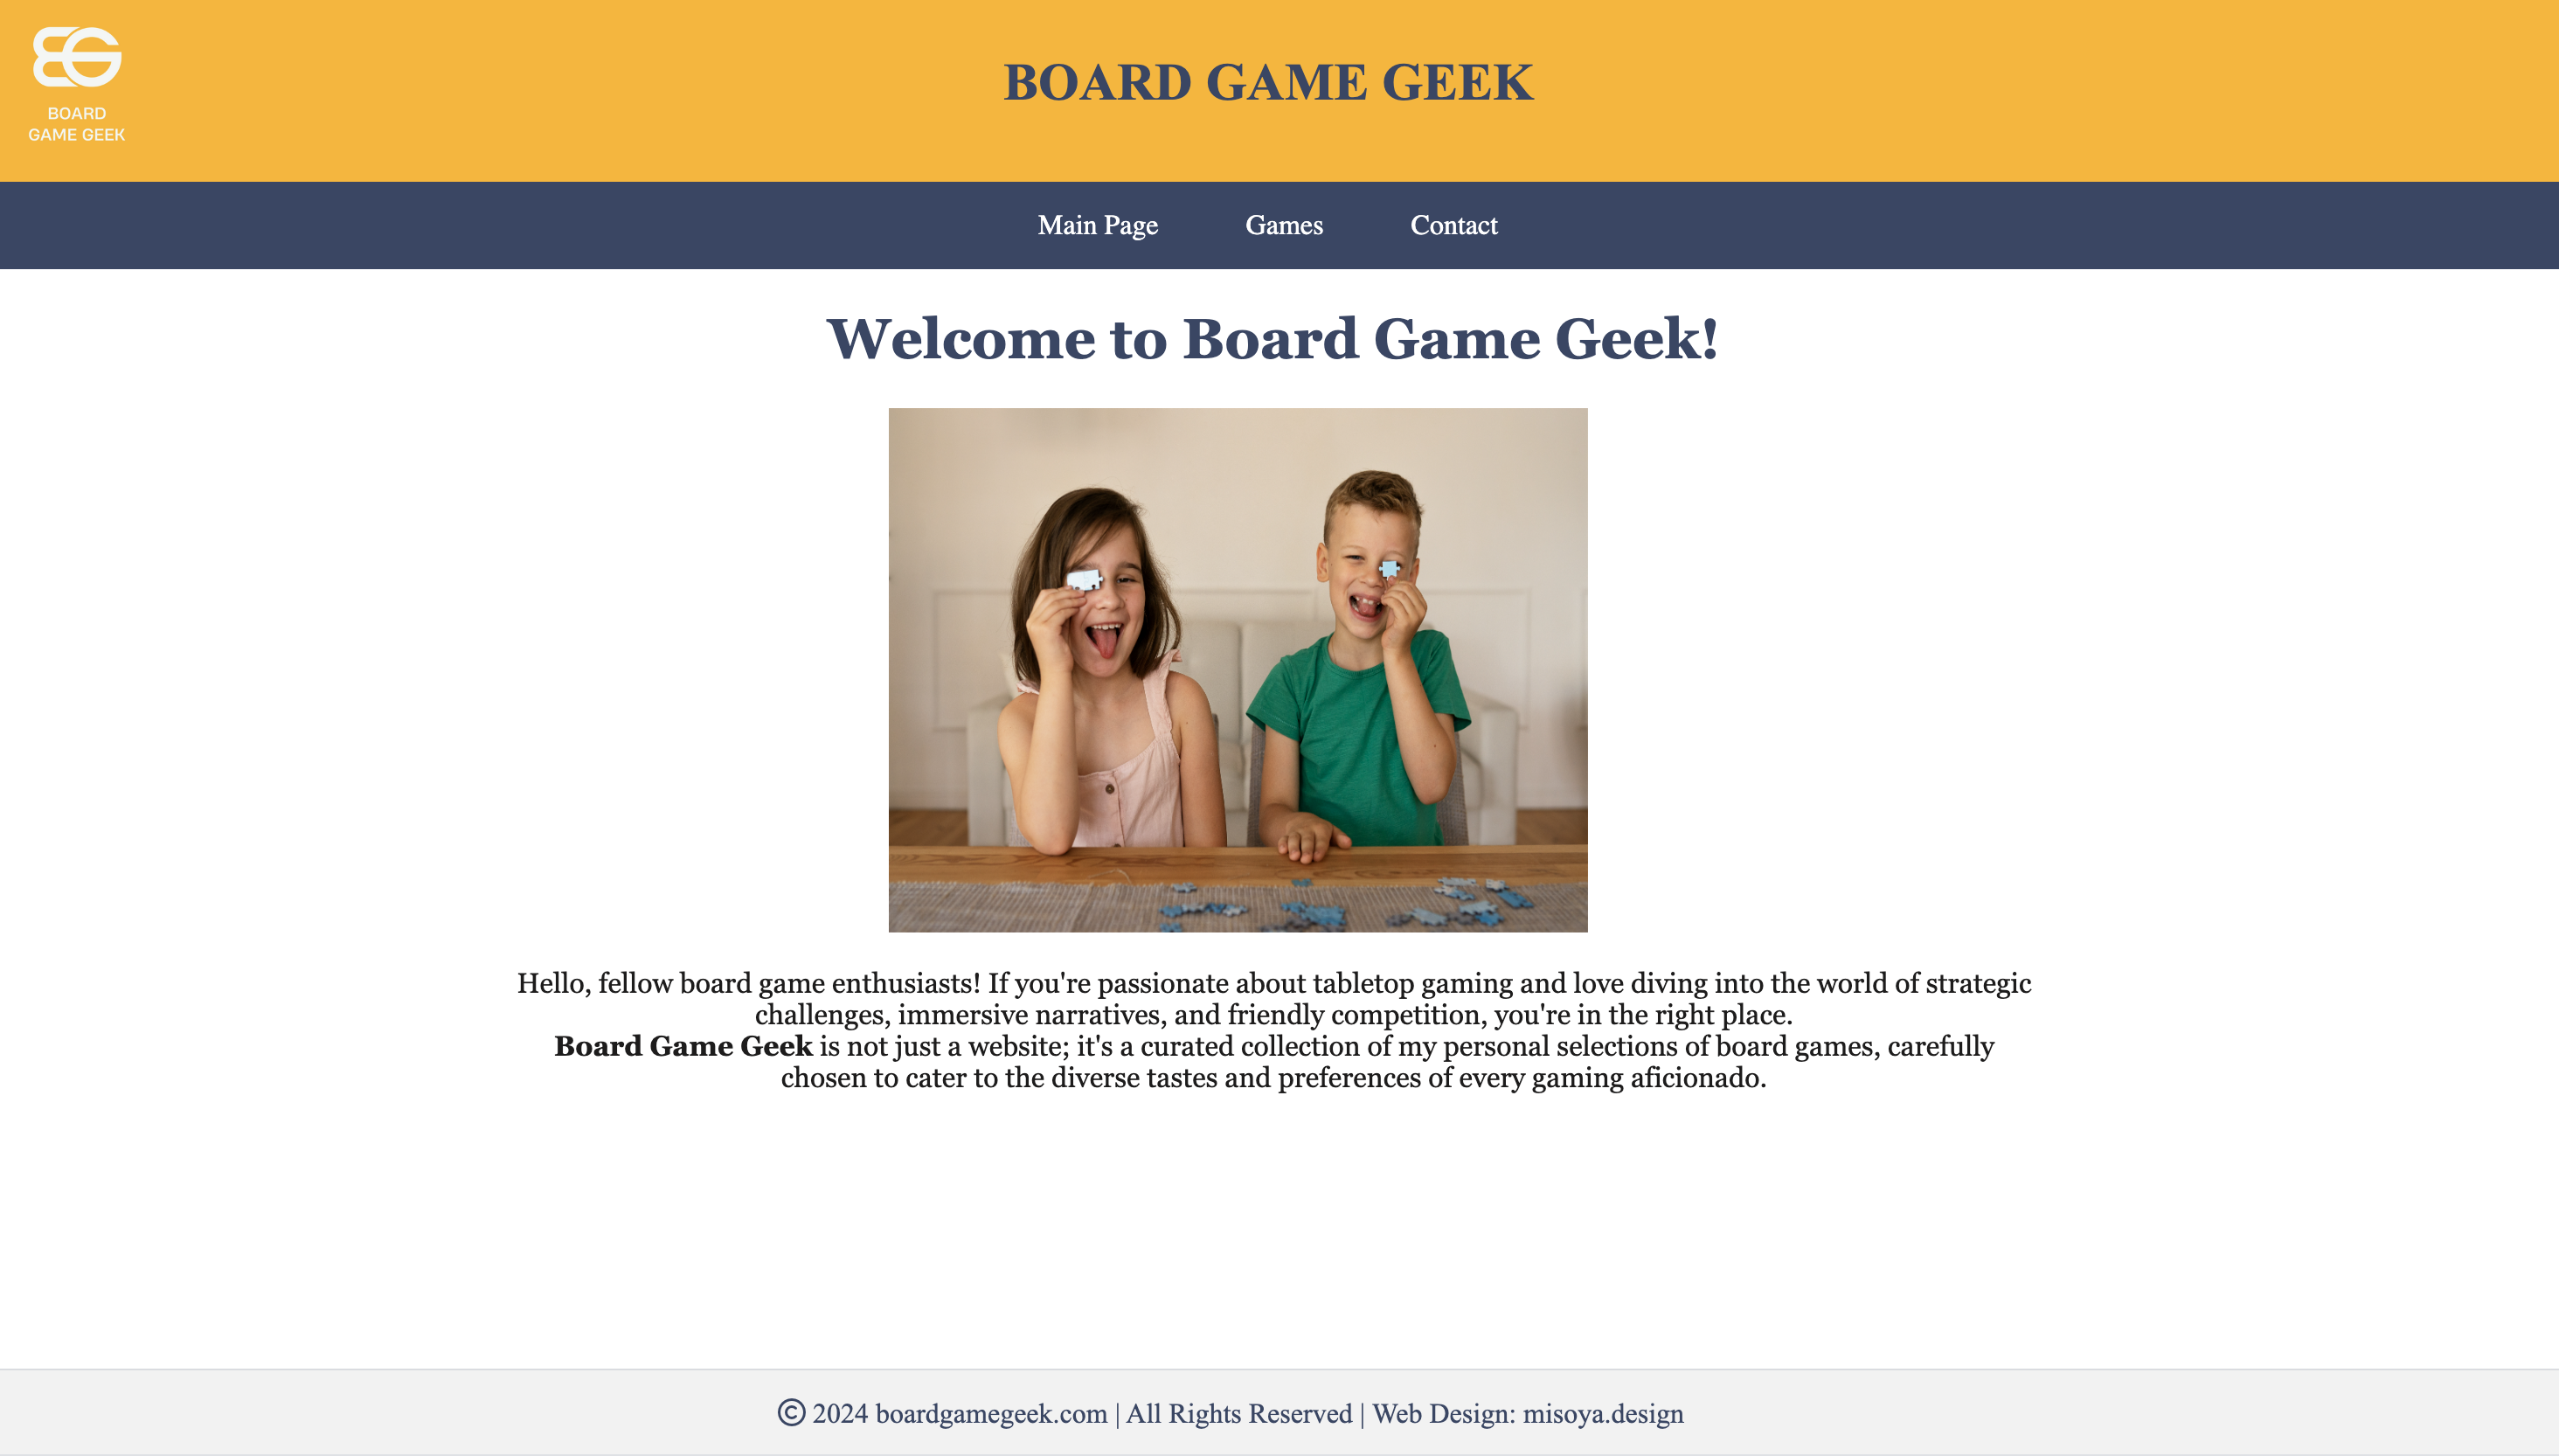 BOARD
GAME GEEK
BOARD GAME GEEK
Main Page Games Contact
Welcome to Board Game Geek!
Hello, fellow board game enthusiasts! If you're passionate about tabletop gaming and love diving into the world of strategic
challenges, immersive narratives, and friendly competition, you're in the right place.
Board Game Geek is not just a website; it's a curated collection of my personal selections of board games, carefully
chosen to cater to the diverse tastes and preferences of every gaming aficionado.
© 2024 boardgamegeek.com | All Rights Reserved | Web Design: misoya.design